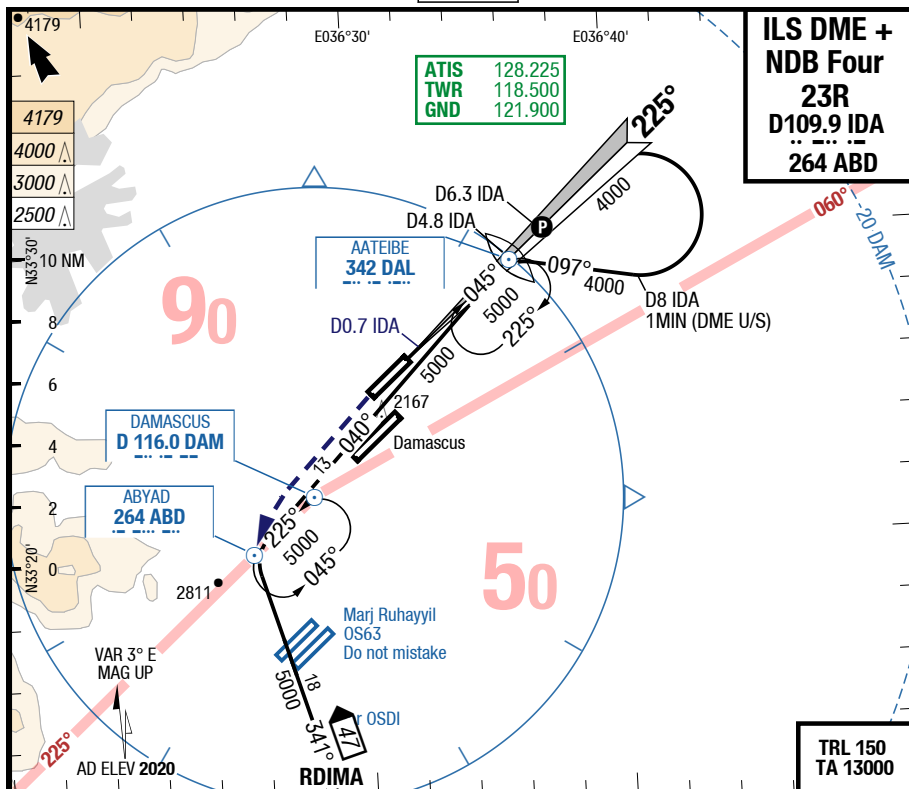 4179
E036°30'
E036°40'
ILS DME +
NDB Four
23R
D109.9 IDA
264 ABD
ATIS 128.225
TWR 118.500
GND 121.900
4179
4000
3000
2500
225°
4000
D6.3 IDA
P
D4.8 IDA
060°
20 DAM
N33°30'
10 NM
AATEIBE
342 DAL
097°
4000
045°
5000
225°
D8 IDA
1MIN (DME U/S)
90
D0.7 IDA
5000
8
6
4
2
0
2167
040°
13
Damascus
DAMASCUS
D 116.0 DAM
ABYAD
264 ABD
225°
5000
045°
N33°20'
2811
50
Marj Ruhayyil
OS63
Do not mistake
VAR 3° E
MAG UP
5000
18
341°
47
r OSDI
225°
AD ELEV 2020
RDIMA
TRL 150
TA 13000